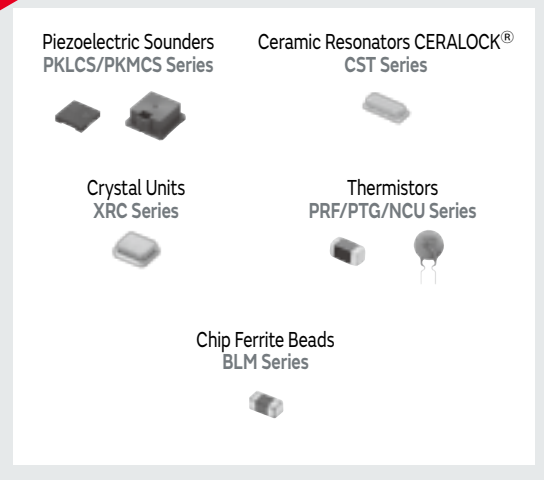 Piezoelectric Sounders
PKLCS/PKMCS Series
Ceramic Resonators CERALOCK®
CST Series
Crystal Units
XRC Series
Thermistors
PRF/PTG/NCU Series
Chip Ferrite Beads
BLM Series